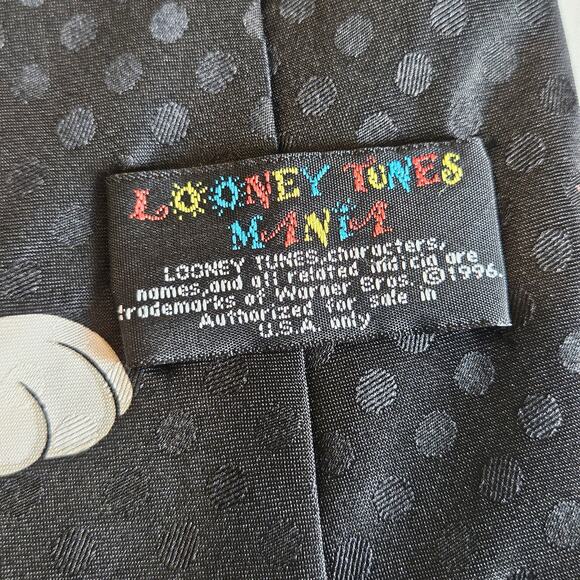 LOONEY TUNES
MANIA
LOONEY TUNES, characters,
names, and all related indicia are
trademarks of Warner Bros. ©1996.
Authorized for sale in
U.S.A. only